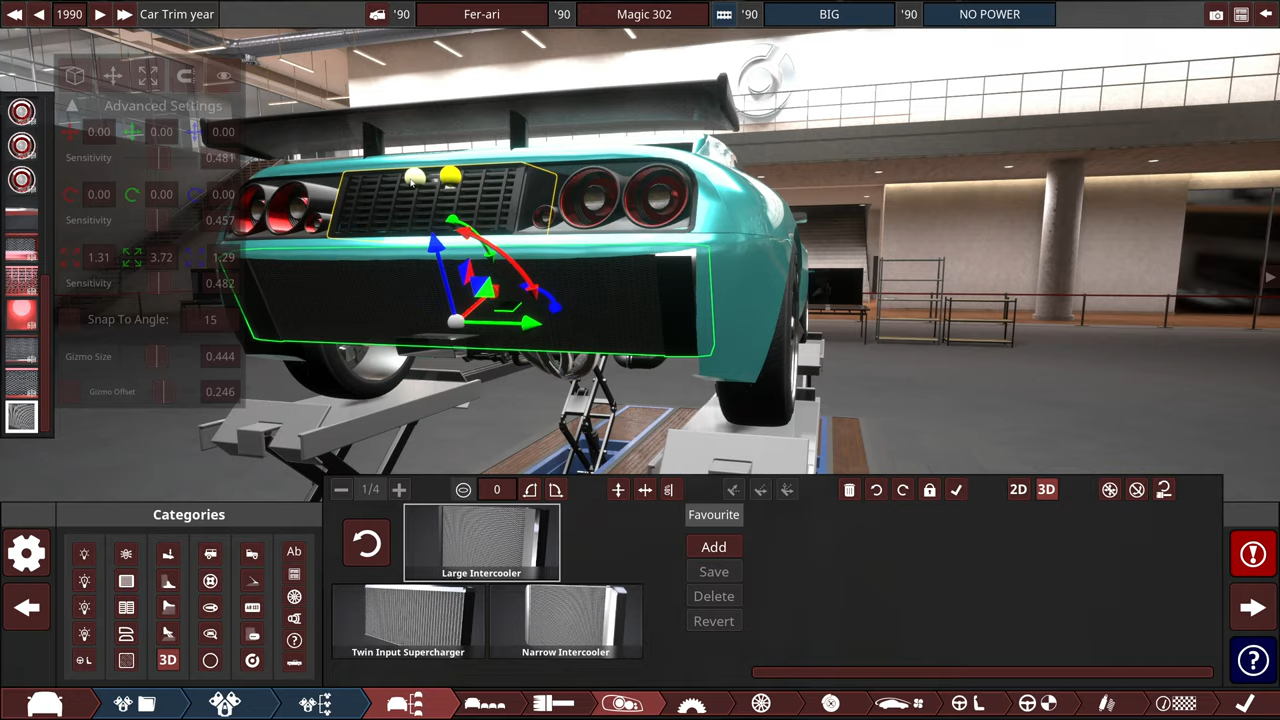 1990 Car Trim year '90 Fer-ari '90 Magic 302 '90 BIG '90 NO POWER
Advanced Settings
0.00 0.00 0.00
Sensitivity 0.481
0.00 0.00 0.00
Sensitivity 0.457
1.31 3.72 1.29
Sensitivity 0.482
Snap To Angle: 15
Gizmo Size 0.444
Gizmo Offset 0.246
1/4 0 2D 3D
Categories
Ab
3D
Large Intercooler
Twin Input Supercharger Narrow Intercooler
Favourite
Add
Save
Delete
Revert